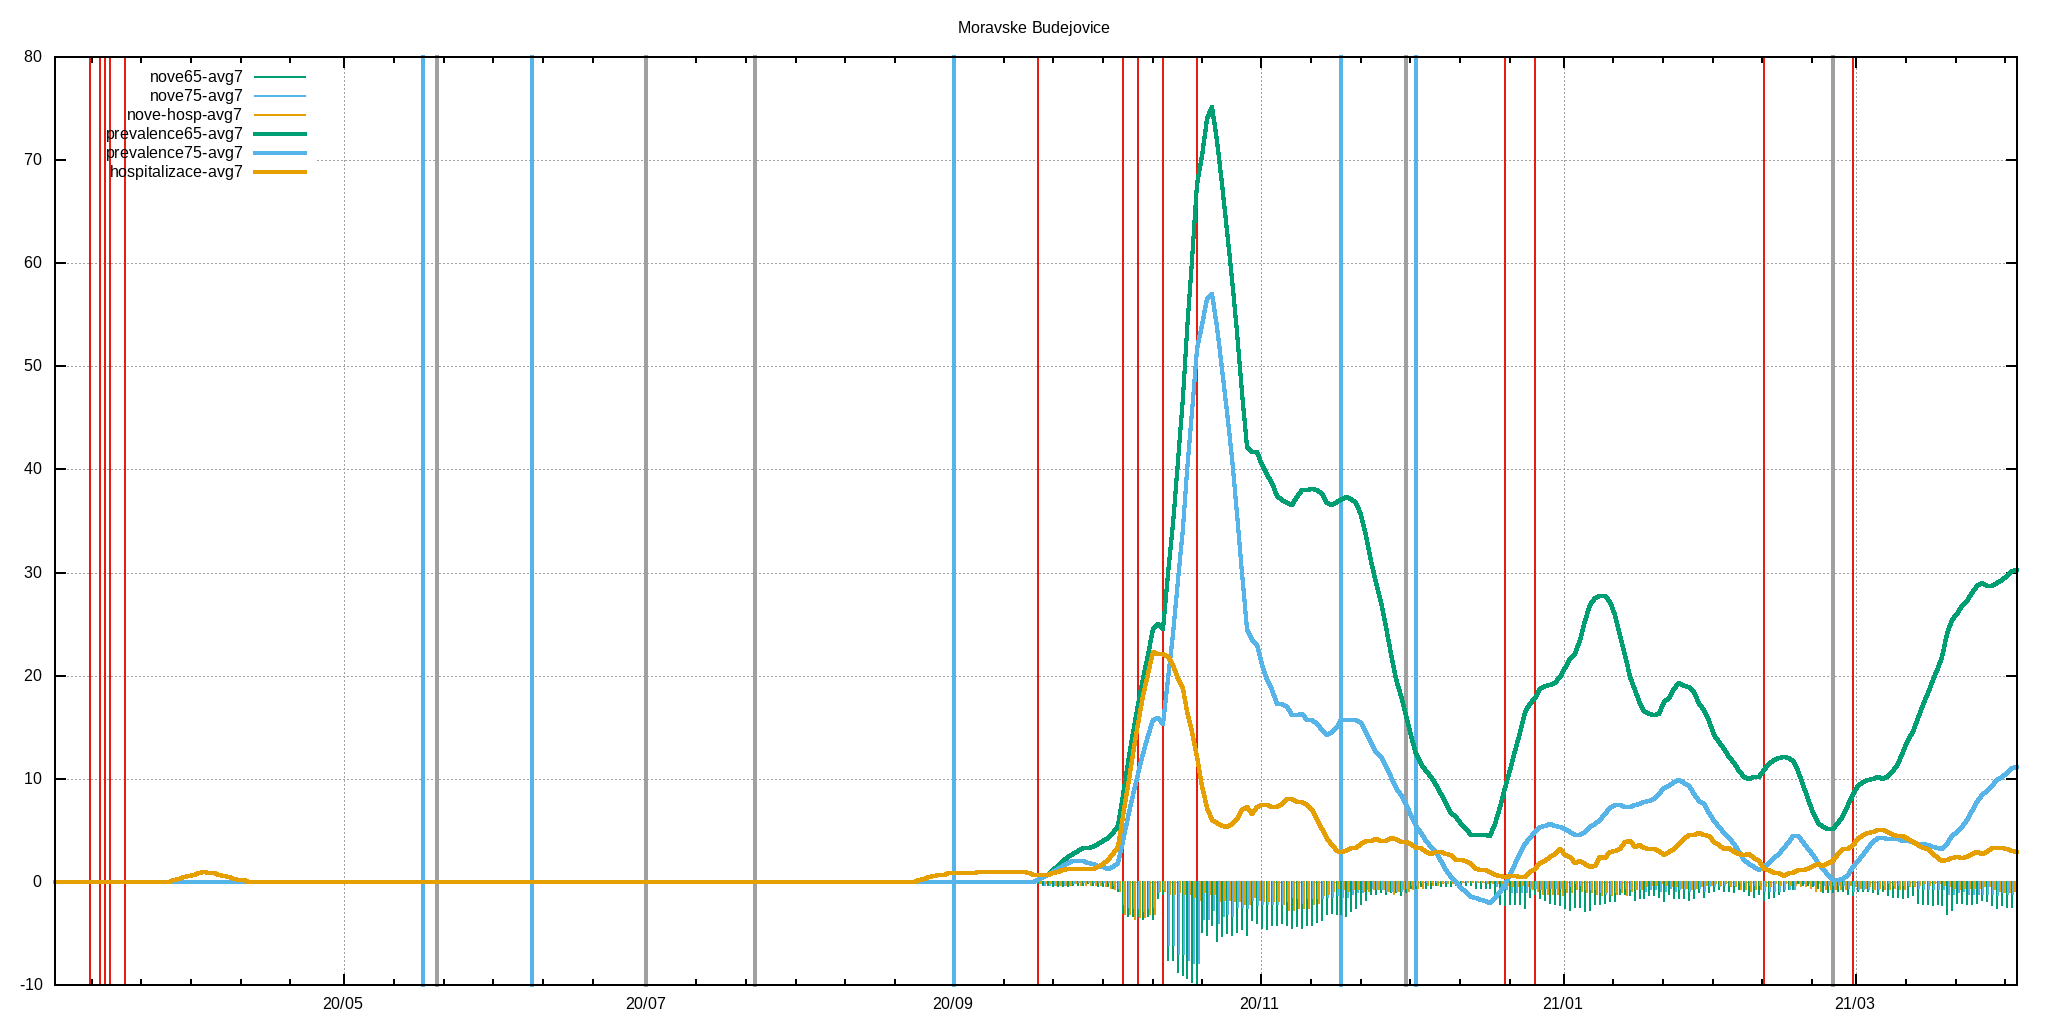 Moravske Budejovice
80
70
60
50
40
30
20
10
0
-10
nove65-avg7
nove75-avg7
nove-hosp-avg7
prevalence65-avg7
prevalence75-avg7
hospitalizace-avg7
20/05 20/07 20/09 20/11 21/01 21/03